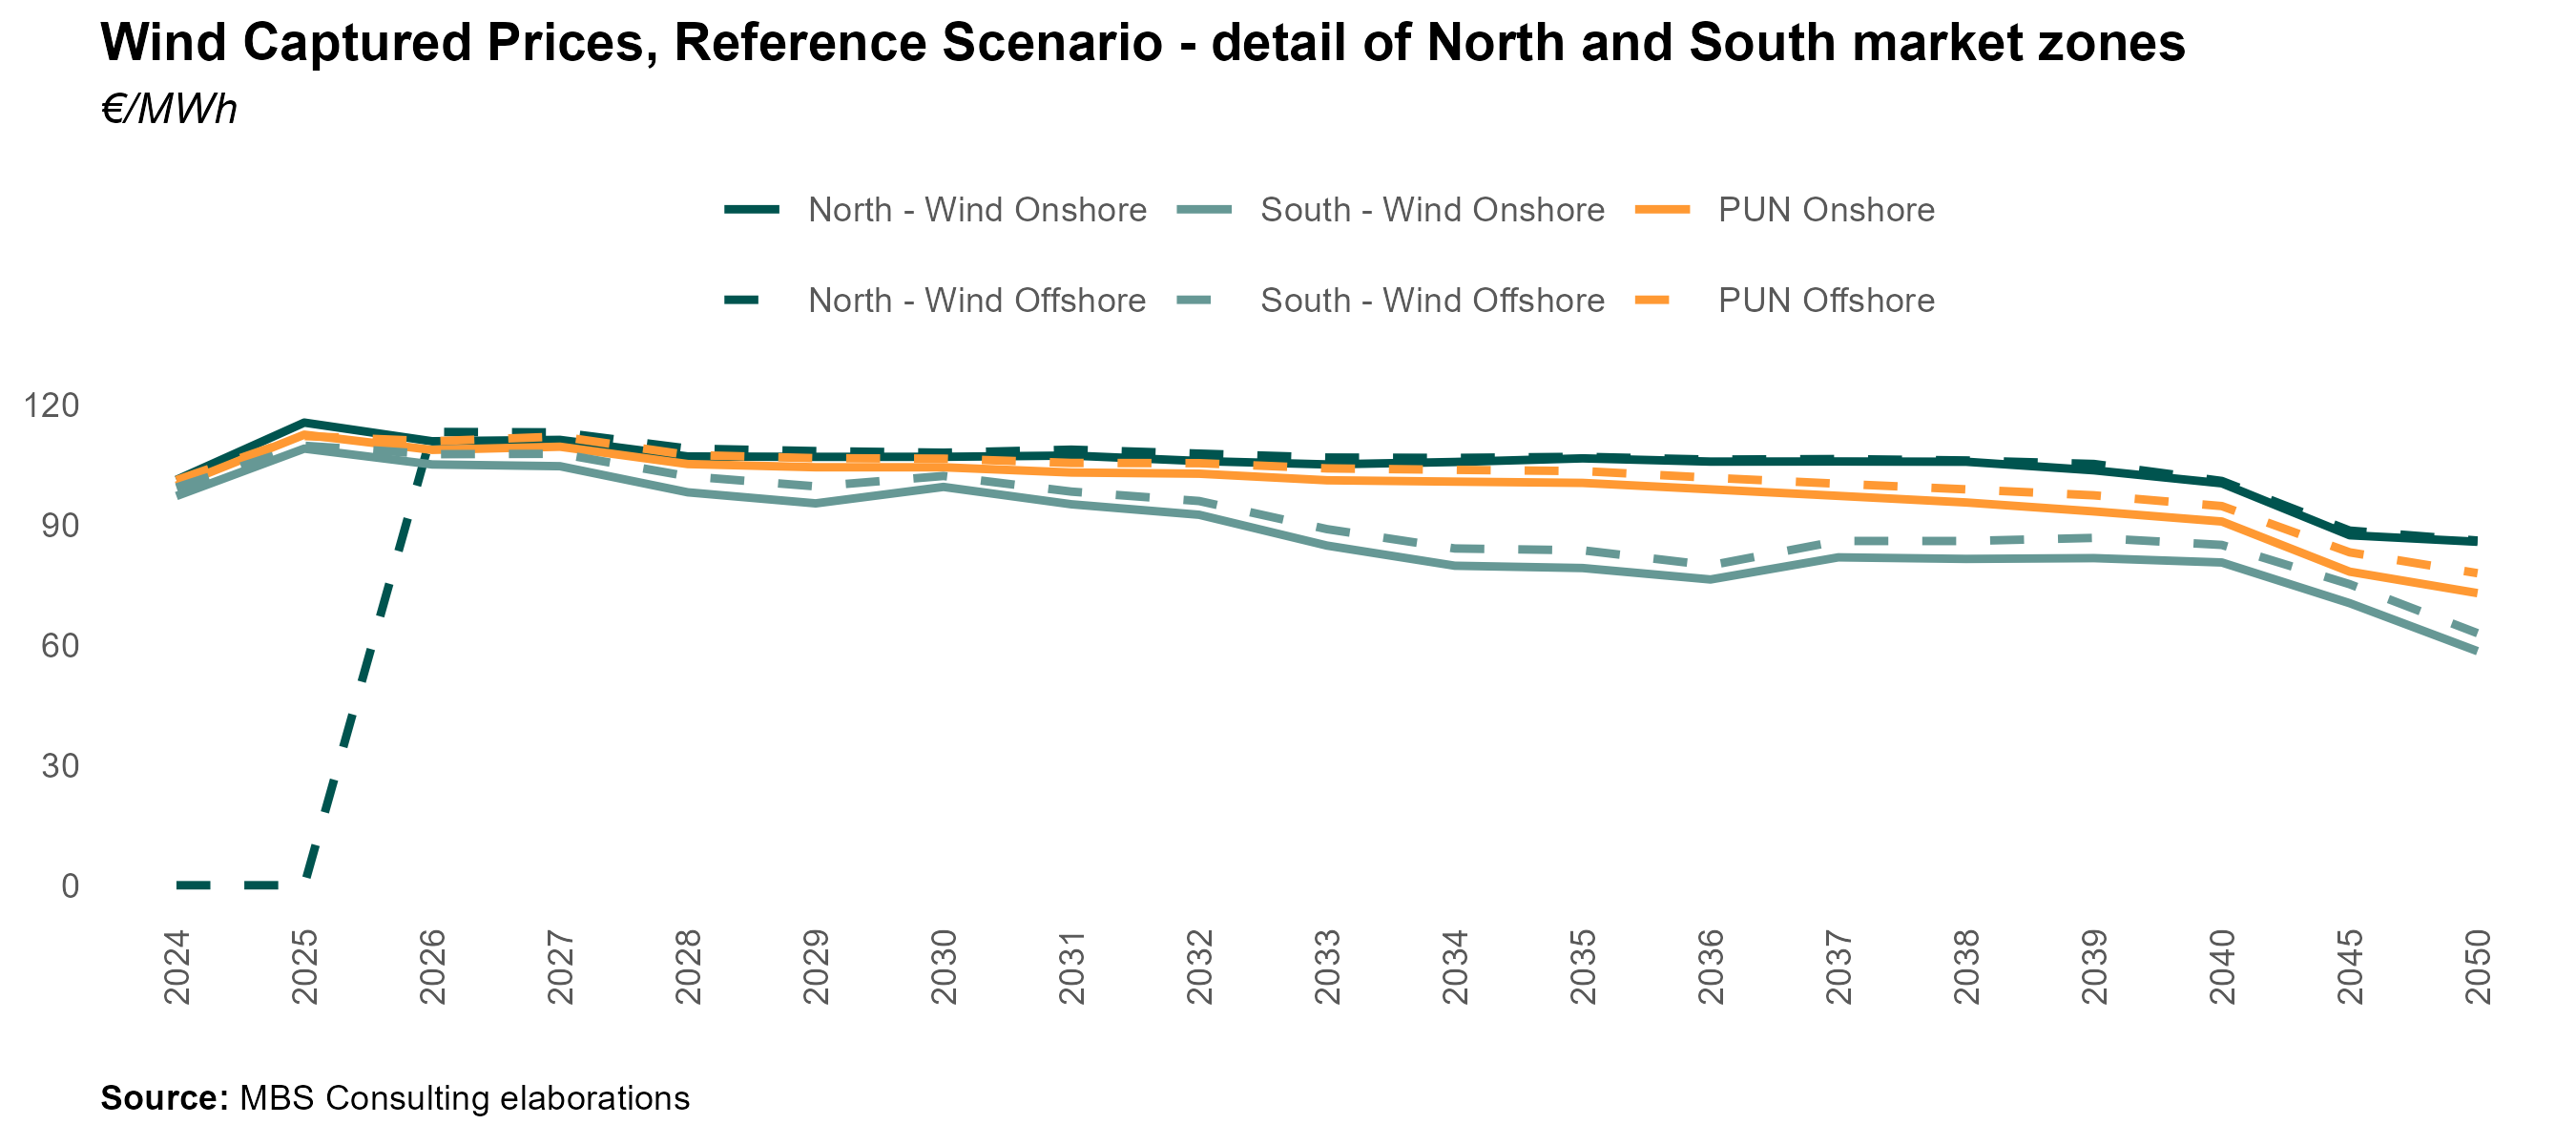 Wind Captured Prices, Reference Scenario - detail of North and South market zones
€/MWh
North - Wind Onshore South - Wind Onshore PUN Onshore
North - Wind Offshore South - Wind Offshore PUN Offshore
120
90
60
30
0
2024 2025 2026 2027 2028 2029 2030 2031 2032 2033 2034 2035 2036 2037 2038 2039 2040 2045 2050
Source: MBS Consulting elaborations